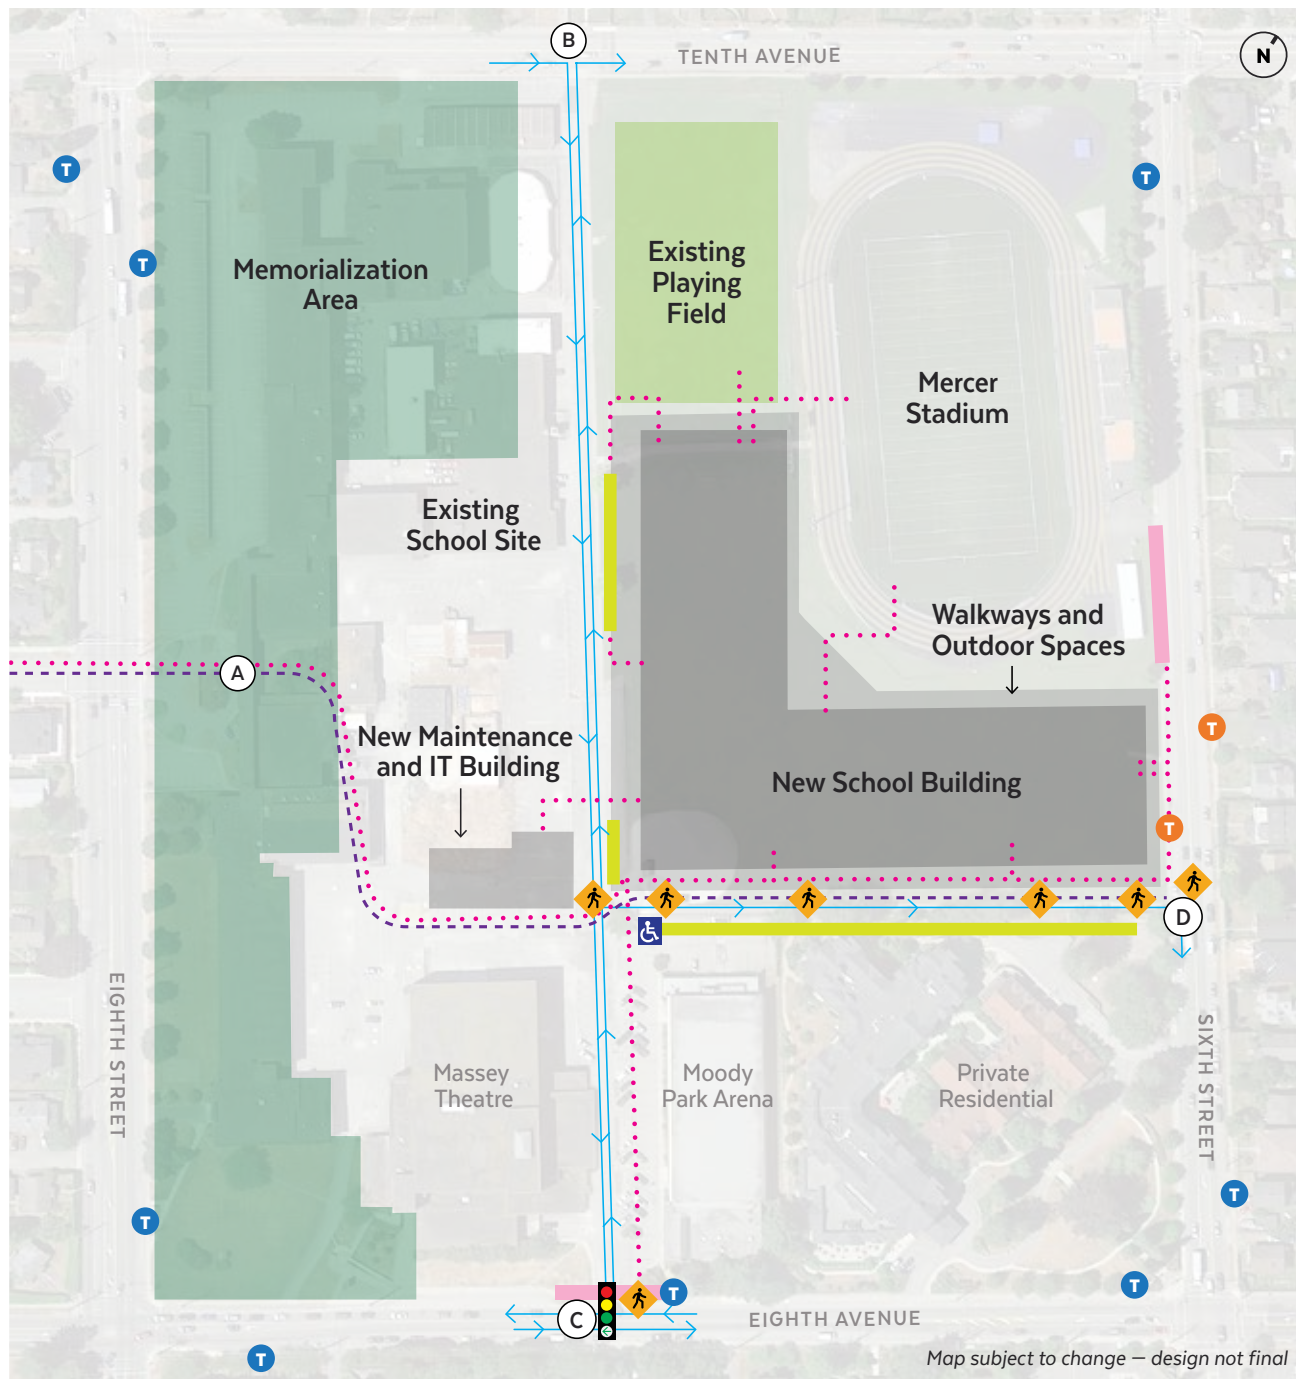 B
TENTH AVENUE
N
T
T
T
Memorialization
Area
Existing
Playing
Field
Mercer
Stadium
Existing
School Site
Walkways and
Outdoor Spaces
A
New Maintenance
and IT Building
T
New School Building
T
D
EIGHTH STREET
SIXTH STREET
Massey
Theatre
Moody
Park Arena
Private
Residential
T
T
T
T
C
EIGHTH AVENUE
T
Map subject to change — design not final